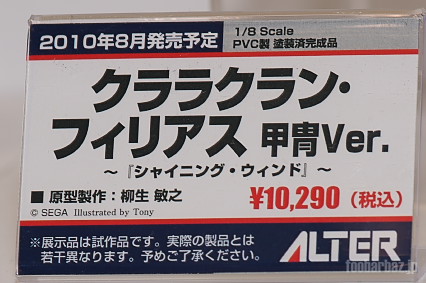 2010年8月発売予定
1/8 Scale
PVC製 塗装済完成品
クララクラン・
フィリアス 甲冑Ver.
～『シャイニング・ウィンド』～
■ 原型製作：柳生 敏之
¥10,290（税込）
© SEGA Illustrated by Tony
※展示品は試作品です。実際の製品とは
若干異なります。予めご了承ください。
ALTER
foobarbaz.jp